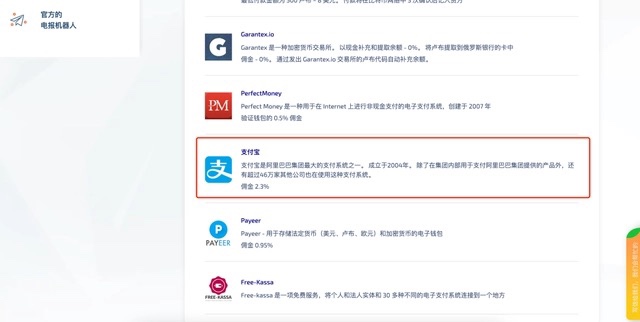 官方的
电报机器人
Garantex.io
Garantex 是一种加密货币交易所。 以现金补充和提取余额 - 0%。 将卢布提取到俄罗斯银行的卡中
佣金 - 0%。 通过发出 Garantex.io 交易所的卢布代码自动补充余额。
PM
PerfectMoney
Perfect Money 是一种用于在 Internet 上进行非现金支付的电子支付系统，创建于 2007 年
验证钱包的 0.5% 佣金
支
支付宝
支付宝是阿里巴巴集团最大的支付系统之一。 成立于2004年。 除了在集团内部用于支付阿里巴巴集团提供的产品外，还
有超过46万家其他公司也在使用这种支付系统。
佣金 2.3%
PAYEER
Payeer
Payeer - 用于存储法定货币（美元、卢布、欧元）和加密货币的电子钱包
佣金 0.95%
FREE-KASSA
Free-Kassa
Free-kassa 是一项免费服务，将个人和法人实体和 30 多种不同的电子支付系统连接到一个地方